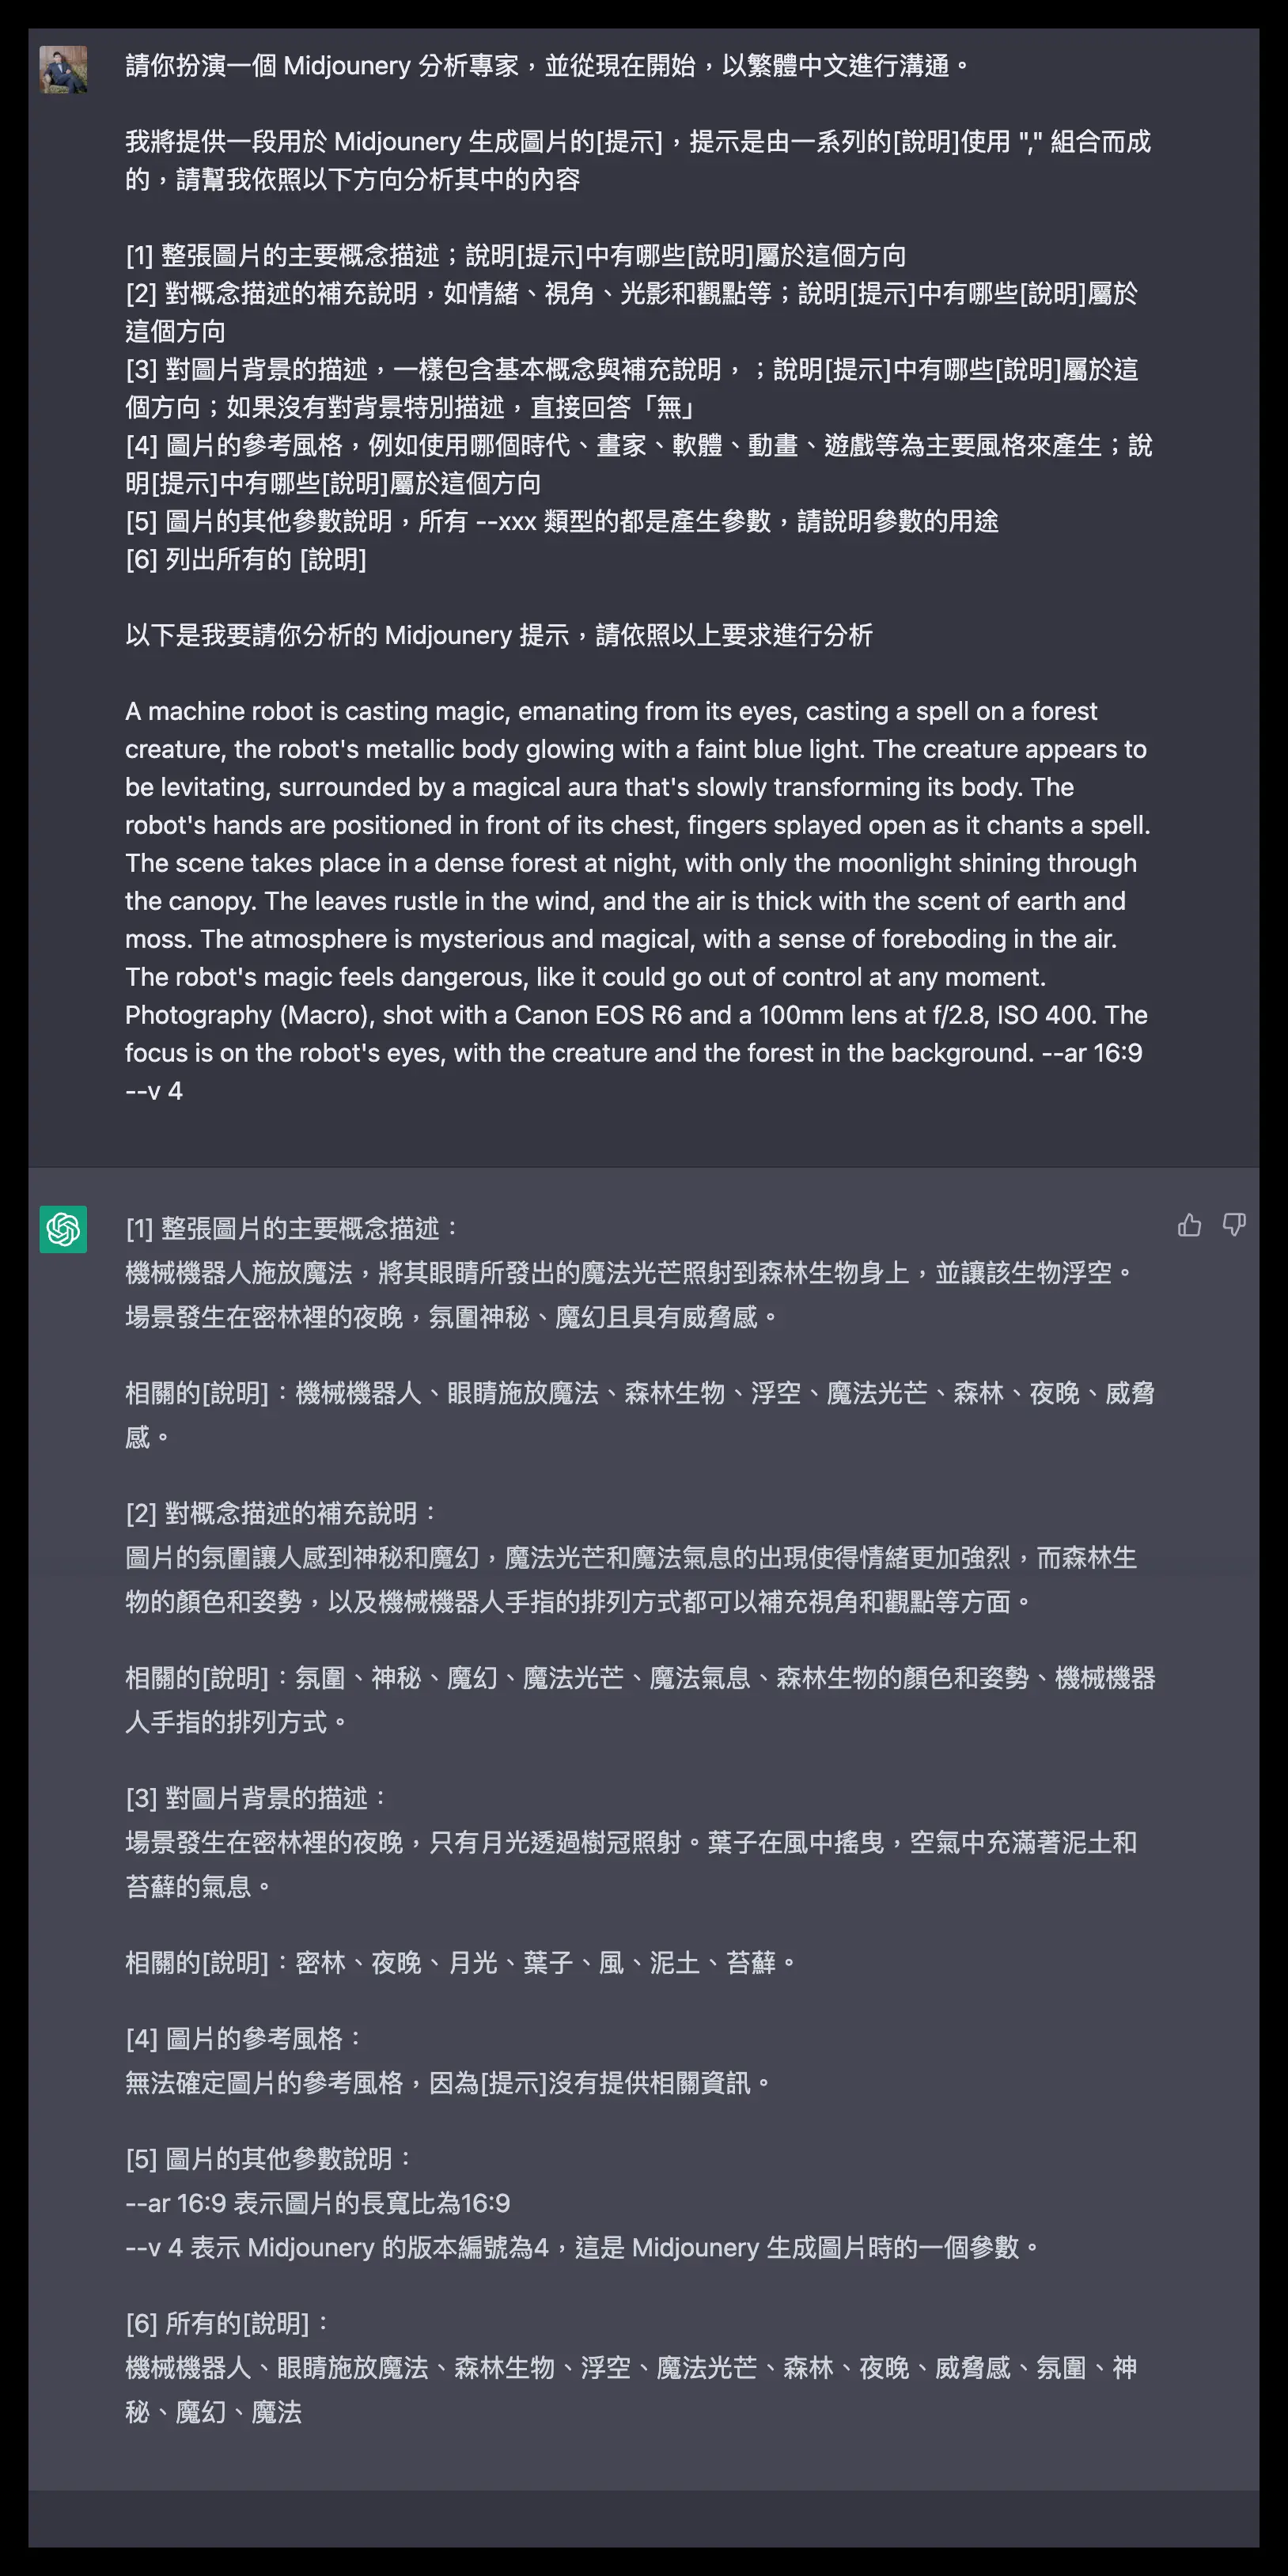 請你扮演一個 Midjounery 分析專家，並從現在開始，以繁體中文進行溝通。
我將提供一段用於 Midjounery 生成圖片的[提示]，提示是由一系列的[說明]使用 "," 組合而成
的，請幫我依照以下方向分析其中的內容
[1] 整張圖片的主要概念描述；說明[提示]中有哪些[說明]屬於這個方向
[2] 對概念描述的補充說明，如情緒、視角、光影和觀點等；說明[提示]中有哪些[說明]屬於
這個方向
[3] 對圖片背景的描述，一樣包含基本概念與補充說明，；說明[提示]中有哪些[說明]屬於這
個方向；如果沒有對背景特別描述，直接回答「無」
[4] 圖片的參考風格，例如使用哪個時代、畫家、軟體、動畫、遊戲等為主要風格來產生；說
明[提示]中有哪些[說明]屬於這個方向
[5] 圖片的其他參數說明，所有 --xxx 類型的都是產生參數，請說明參數的用途
[6] 列出所有的 [說明]
以下是我要請你分析的 Midjounery 提示，請依照以上要求進行分析
A machine robot is casting magic, emanating from its eyes, casting a spell on a forest
creature, the robot's metallic body glowing with a faint blue light. The creature appears to
be levitating, surrounded by a magical aura that's slowly transforming its body. The
robot's hands are positioned in front of its chest, fingers splayed open as it chants a spell.
The scene takes place in a dense forest at night, with only the moonlight shining through
the canopy. The leaves rustle in the wind, and the air is thick with the scent of earth and
moss. The atmosphere is mysterious and magical, with a sense of foreboding in the air.
The robot's magic feels dangerous, like it could go out of control at any moment.
Photography (Macro), shot with a Canon EOS R6 and a 100mm lens at f/2.8, ISO 400. The
focus is on the robot's eyes, with the creature and the forest in the background. --ar 16:9
--v 4
[1] 整張圖片的主要概念描述：
機械機器人施放魔法，將其眼睛所發出的魔法光芒照射到森林生物身上，並讓該生物浮空。
場景發生在密林裡的夜晚，氛圍神秘、魔幻且具有威脅感。
相關的[說明]：機械機器人、眼睛施放魔法、森林生物、浮空、魔法光芒、森林、夜晚、威脅
感。
[2] 對概念描述的補充說明：
圖片的氛圍讓人感到神秘和魔幻，魔法光芒和魔法氣息的出現使得情緒更加強烈，而森林生
物的顏色和姿勢，以及機械機器人手指的排列方式都可以補充視角和觀點等方面。
相關的[說明]：氛圍、神秘、魔幻、魔法光芒、魔法氣息、森林生物的顏色和姿勢、機械機器
人手指的排列方式。
[3] 對圖片背景的描述：
場景發生在密林裡的夜晚，只有月光透過樹冠照射。葉子在風中搖曳，空氣中充滿著泥土和
苔蘚的氣息。
相關的[說明]：密林、夜晚、月光、葉子、風、泥土、苔蘚。
[4] 圖片的參考風格：
無法確定圖片的參考風格，因為[提示]沒有提供相關資訊。
[5] 圖片的其他參數說明：
--ar 16:9 表示圖片的長寬比為16:9
--v 4 表示 Midjounery 的版本編號為4，這是 Midjounery 生成圖片時的一個參數。
[6] 所有的[說明]：
機械機器人、眼睛施放魔法、森林生物、浮空、魔法光芒、森林、夜晚、威脅感、氛圍、神
秘、魔幻、魔法